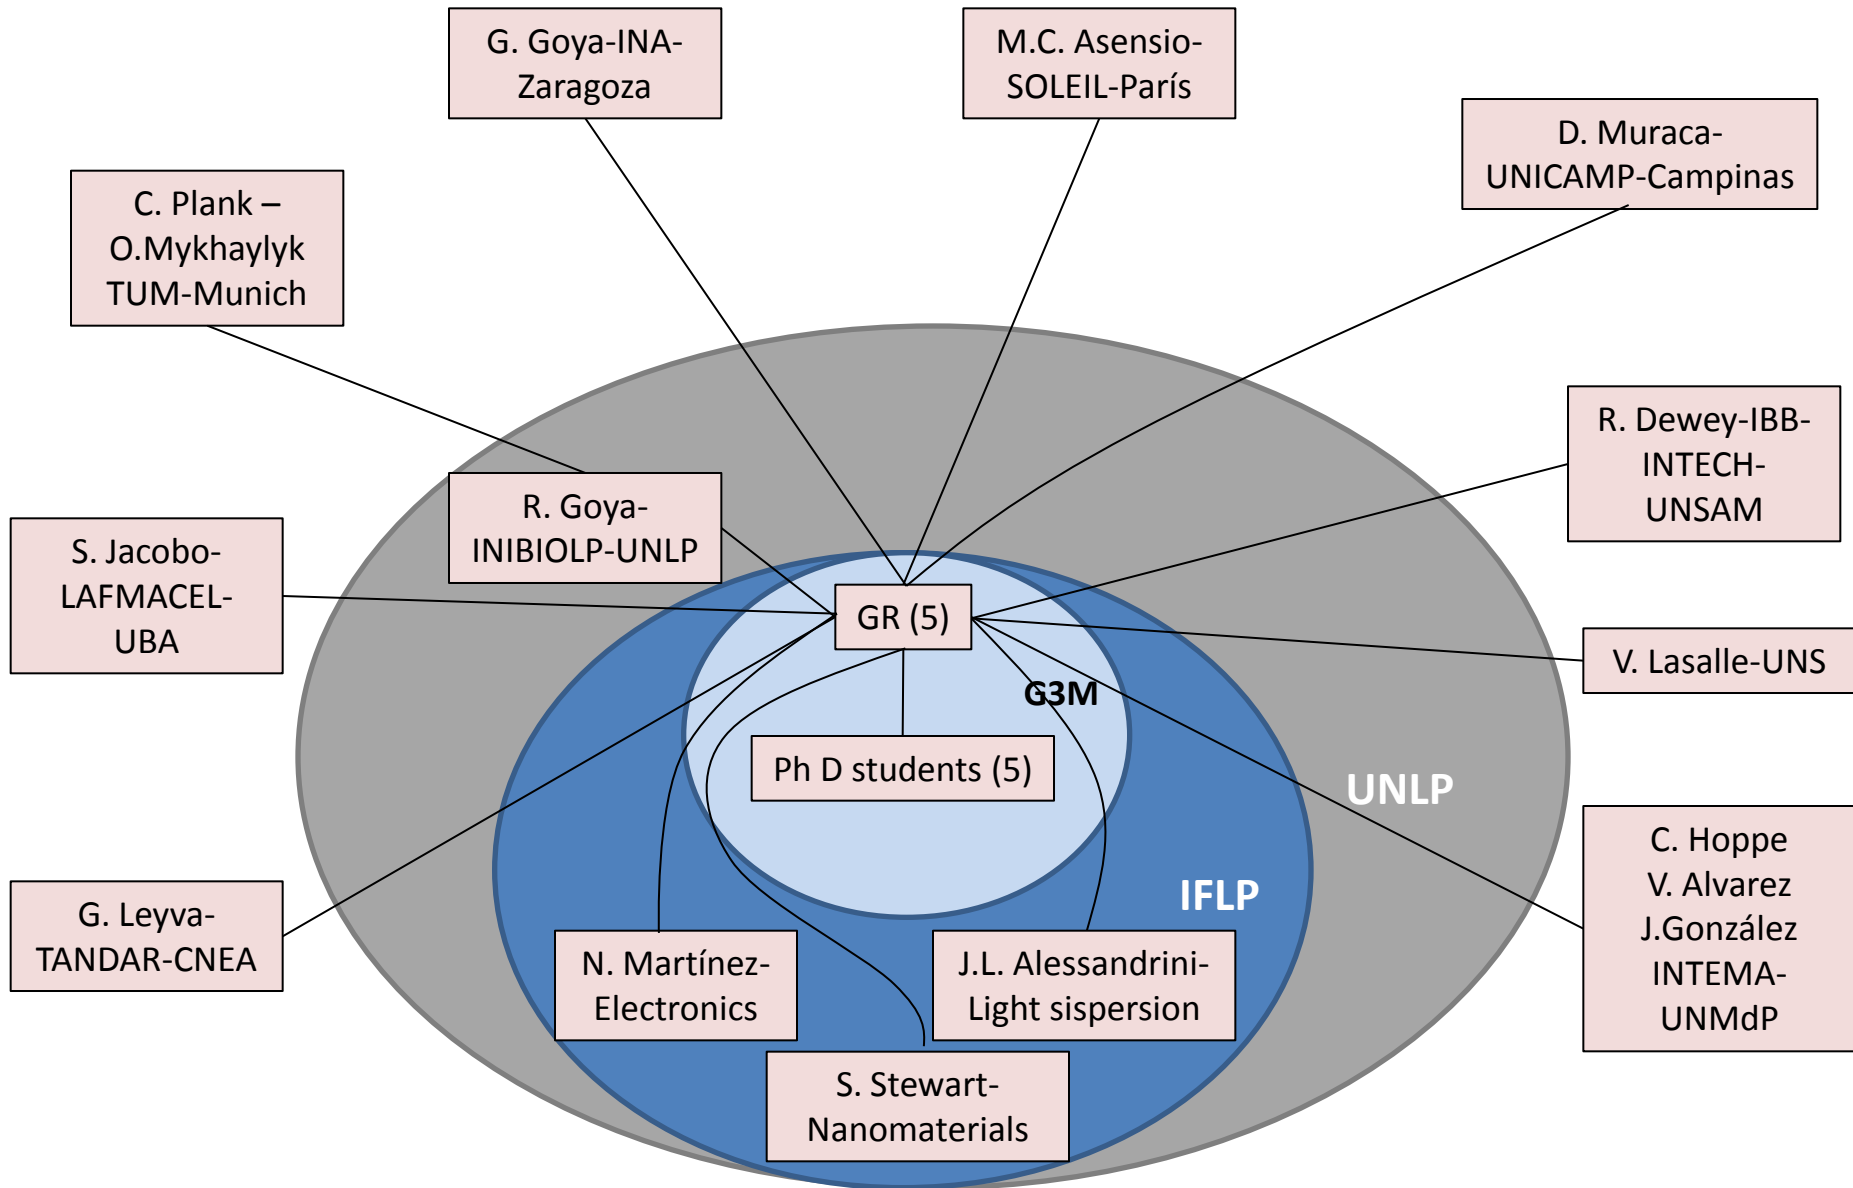 G. Goya-INA-
Zaragoza
M.C. Asensio-
SOLEIL-París
D. Muraca-
UNICAMP-Campinas
C. Plank –
O.Mykhaylyk
TUM-Munich
R. Dewey-IBB-
INTECH-
UNSAM
R. Goya-
INIBIOLP-UNLP
S. Jacobo-
LAFMACEL-
UBA
GR (5)
V. Lasalle-UNS
G3M
Ph D students (5)
UNLP
C. Hoppe
V. Alvarez
J.González
INTEMA-
UNMdP
IFLP
G. Leyva-
TANDAR-CNEA
N. Martínez-
Electronics
J.L. Alessandrini-
Light sispersion
S. Stewart-
Nanomaterials